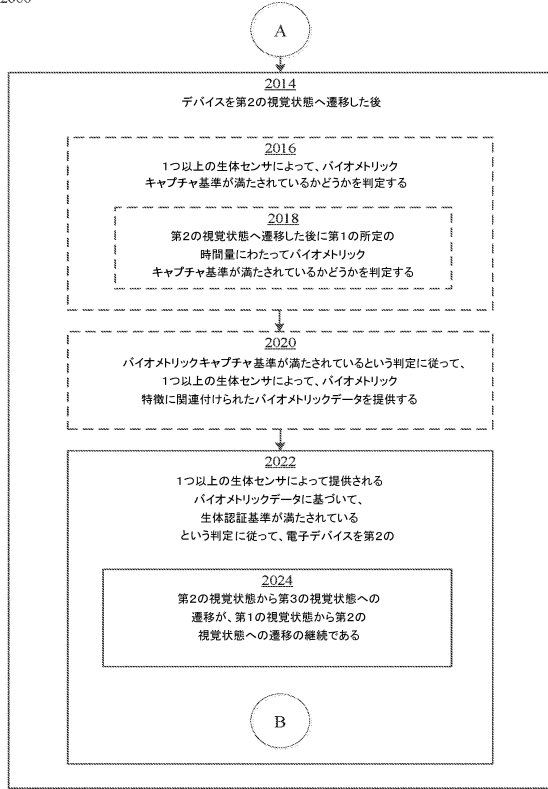 A
2014
デバイスを第2の視覚状態へ遷移した後
2016
1つ以上の生体センサによって、バイオメトリック
キャプチャ基準が満たされているかどうかを判定する
2018
第2の視覚状態へ遷移した後に第1の所定の
時間量にわたってバイオメトリック
キャプチャ基準が満たされているかどうかを判定する
2020
バイオメトリックキャプチャ基準が満たされているという判定に従って、
1つ以上の生体センサによって、バイオメトリック
特徴に関連付けられたバイオメトリックデータを提供する
2022
1つ以上の生体センサによって提供される
バイオメトリックデータに基づいて、
生体認証基準が満たされている
という判定に従って、電子デバイスを第2の
2024
第2の視覚状態から第3の視覚状態への
遷移が、第1の視覚状態から第2の
視覚状態への遷移の継続である
B